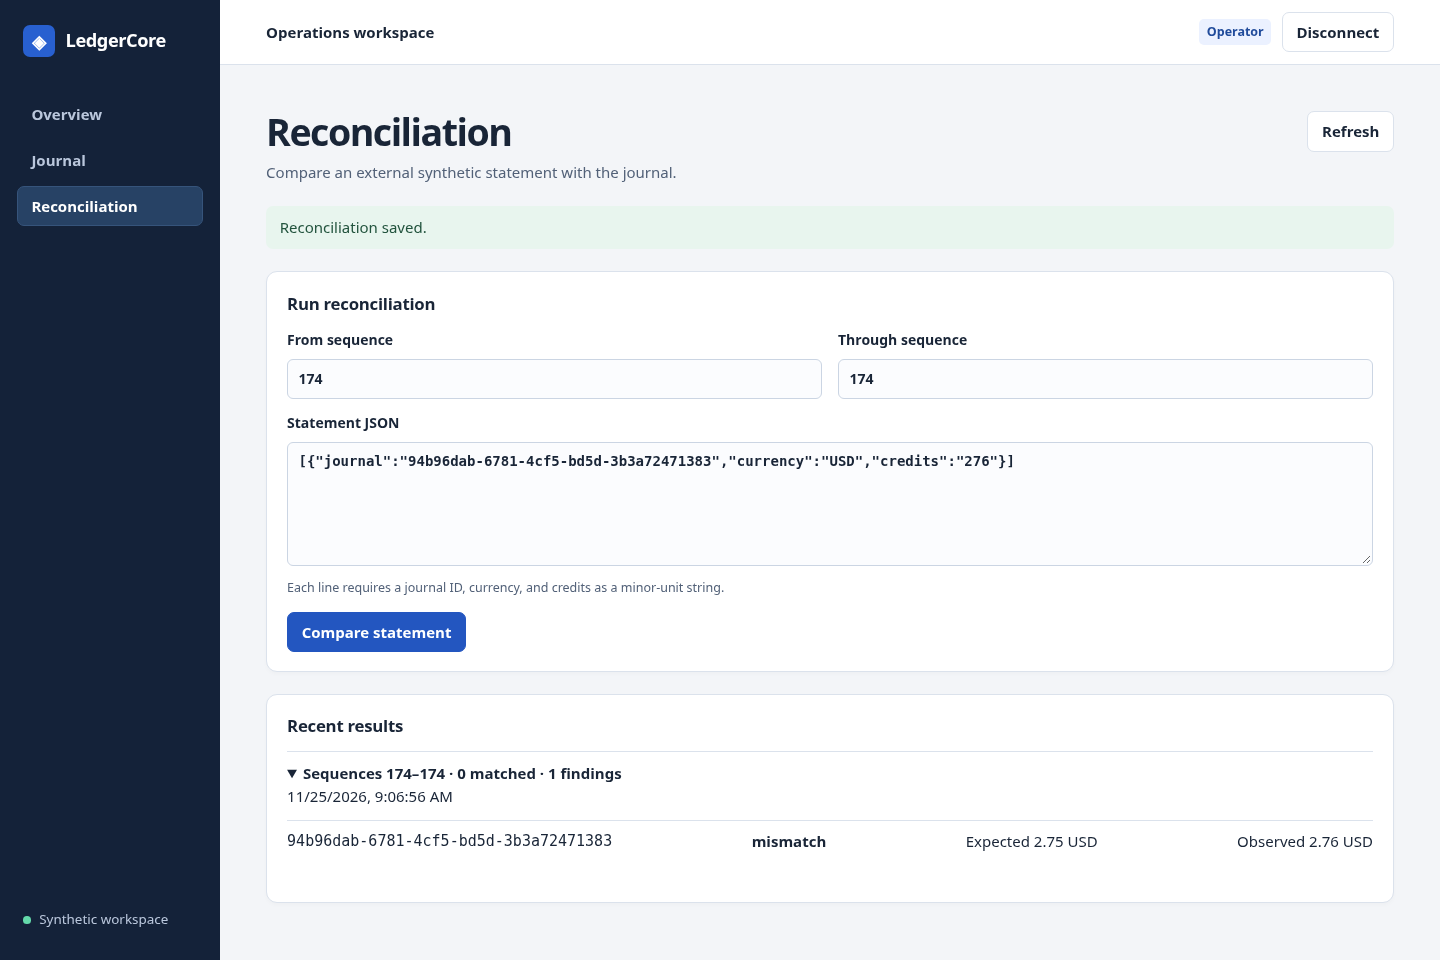 LedgerCore
Overview
Journal
Reconciliation
Synthetic workspace
Operations workspace
Operator
Disconnect
Reconciliation
Refresh
Compare an external synthetic statement with the journal.
Reconciliation saved.
Run reconciliation
From sequence
Through sequence
174
174
Statement JSON
[{"journal":"94b96dab-6781-4cf5-bd5d-3b3a72471383","currency":"USD","credits":"276"}]
Each line requires a journal ID, currency, and credits as a minor-unit string.
Compare statement
Recent results
Sequences 174–174 · 0 matched · 1 findings
11/25/2026, 9:06:56 AM
94b96dab-6781-4cf5-bd5d-3b3a72471383 mismatch Expected 2.75 USD Observed 2.76 USD